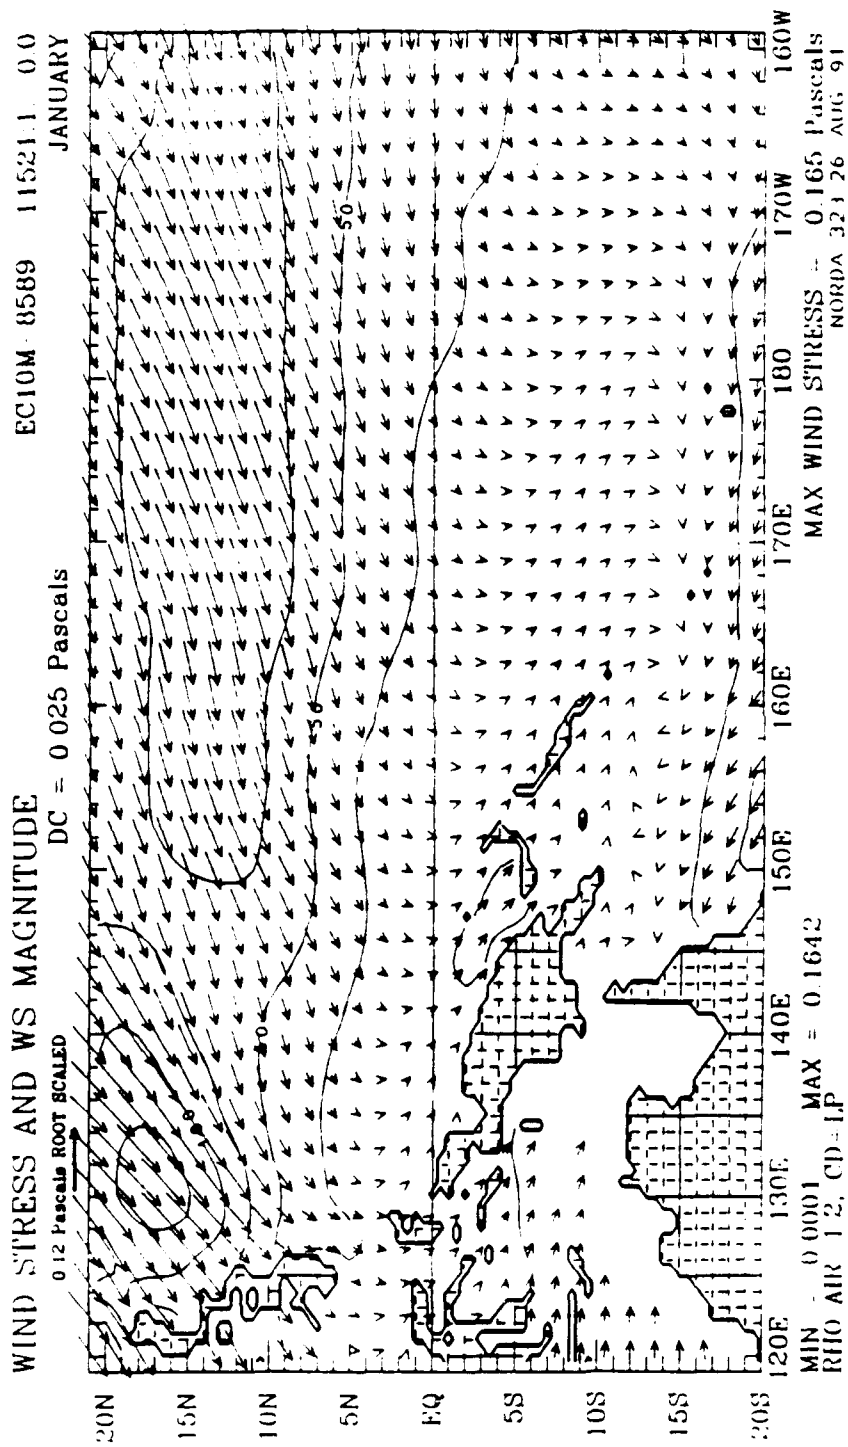 WIND STRESS AND WS MAGNITUDE
EC10M-8589 11521.1 0.0
DC = 0.025 Pascals
JANUARY
0.12 Pascals ROOT SCALED
20N
15N
10N
5N
EQ
5S
10S
15S
20S
50
50
0
0
120E
130E
140E
150E
160E
170E
180
170W
160W
MIN = 0.0001 MAX = 0.1642
MAX WIND STRESS = 0.165 Pascals
RHO AIR 1.2, CD=LP
NORDA 323 26 AUG 91